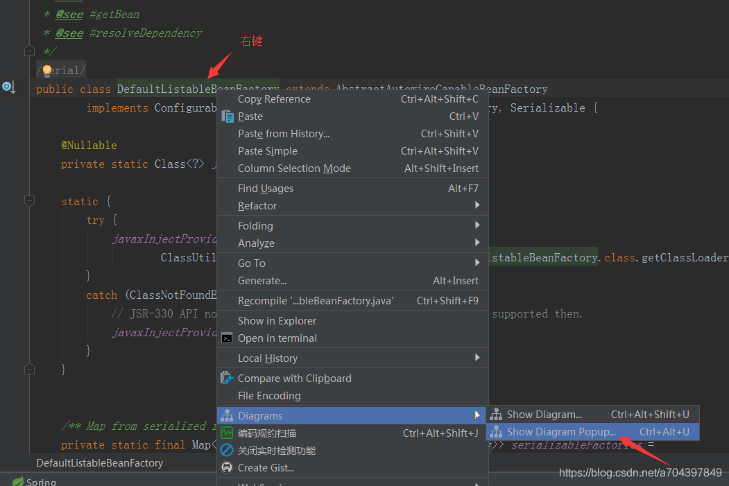 * @see #getBean
* @see #resolveDependency
*/
右键
/serial/
public class DefaultListableBeanFactory extends AbstractAutowireCapableBeanFactory
implements Configurab
ry, Serializable {
@Nullable
private static Class<?> j
static {
try {
javaxInjectProvid
ClassUtil
istableBeanFactory.class.getClassLoader
}
catch (ClassNotFoundE
// JSR-330 API no
supported then.
javaxInjectProvid
}
}
/** Map from serialized i
private static final Map<
>> serializableFactories =
Copy Reference Ctrl+Alt+Shift+C
Paste Ctrl+V
Paste from History... Ctrl+Shift+V
Paste Simple Ctrl+Alt+Shift+V
Column Selection Mode Alt+Shift+Insert
Find Usages Alt+F7
Refactor
Folding
Analyze
Go To
Generate... Alt+Insert
Recompile '...bleBeanFactory.java' Ctrl+Shift+F9
Show in Explorer
Open in terminal
Local History
Compare with Clipboard
File Encoding
Diagrams
Show Diagram... Ctrl+Alt+Shift+U
Show Diagram Popup... Ctrl+Alt+U
编码规约扫描 Ctrl+Alt+Shift+J
关闭实时检测功能
Create Gist...
DefaultListableBeanFactory
Spring
https://blog.csdn.net/a704397849